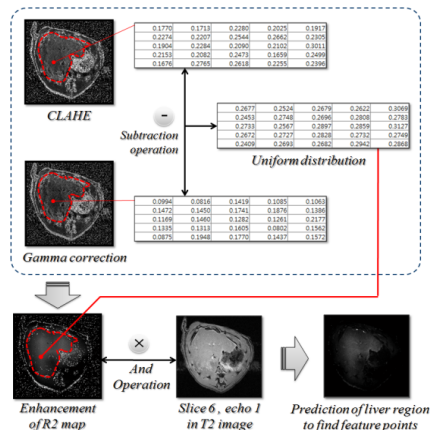 0.1770 0.1713 0.2280 0.2025 0.1917
0.2274 0.2207 0.2544 0.2662 0.2305
0.1904 0.2284 0.2090 0.2102 0.3011
0.2153 0.2082 0.2473 0.1659 0.2499
0.1676 0.2765 0.2618 0.2255 0.2396
CLAHE
-
Subtraction
operation
0.2677 0.2524 0.2679 0.2622 0.3069
0.2453 0.2748 0.2696 0.2808 0.2783
0.2733 0.2567 0.2897 0.2859 0.3127
0.2672 0.2727 0.2828 0.2732 0.2749
0.2409 0.2693 0.2682 0.2942 0.2868
Uniform distribution
0.0994 0.0816 0.1419 0.1085 0.1063
0.1472 0.1450 0.1741 0.1876 0.1386
0.1169 0.1460 0.1282 0.1261 0.2177
0.1335 0.1313 0.1605 0.0802 0.1562
0.0875 0.1948 0.1770 0.1437 0.1572
Gamma correction
×
And
Operation
Enhancement
of R2 map
Slice 6 , echo 1
in T2 image
Prediction of liver region
to find feature points